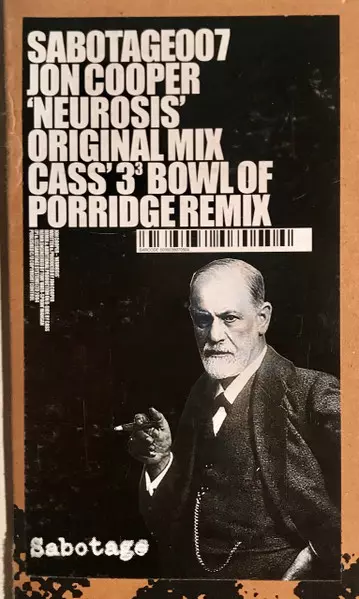 SABOTAGE007
JON COOPER
'NEUROSIS'
ORIGINAL MIX
CASS' 3³ BOWL OF
PORRIDGE REMIX
Sabotage